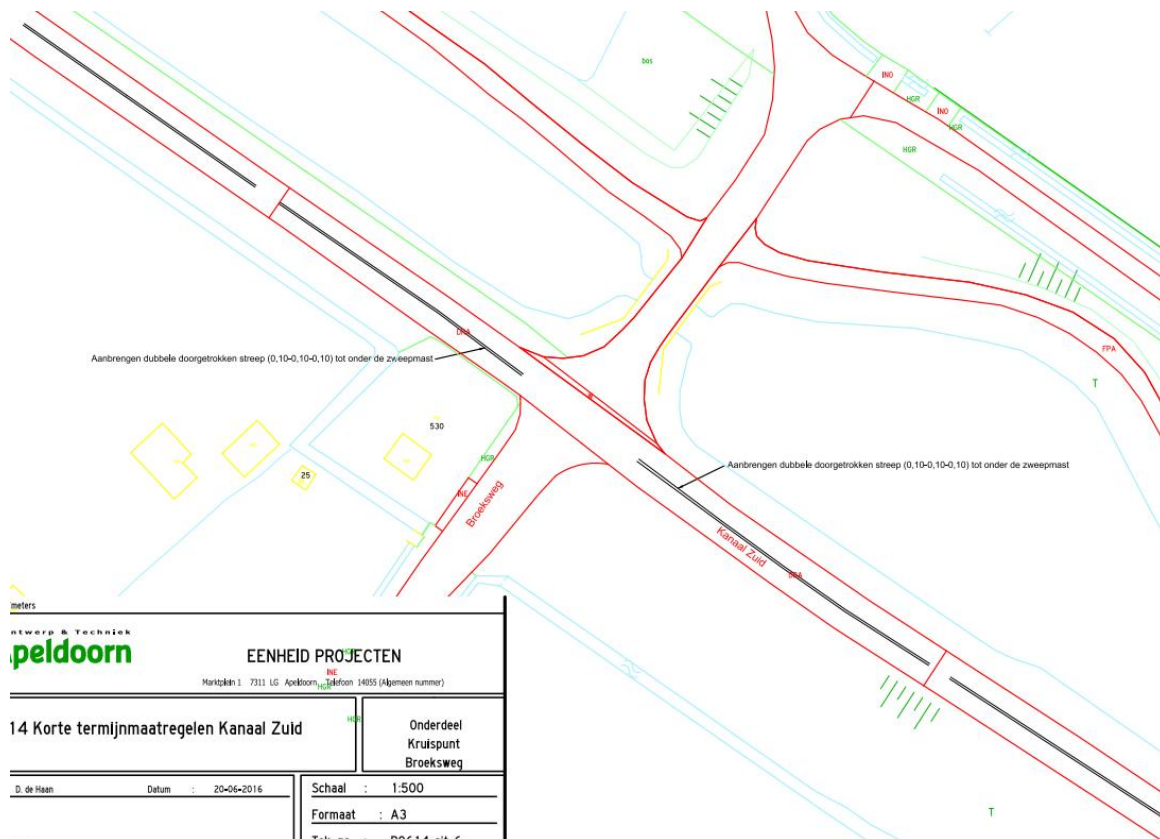 bos
INO
HGR
INO
HGR
HGR
DRA
Aanbrengen dubbele doorgetrokken streep (0,10-0,10-0,10) tot onder de zweepmast
FPA
T
530
HGR
25
INE
Broeksweg
Aanbrengen dubbele doorgetrokken streep (0,10-0,10-0,10) tot onder de zweepmast
Kanaal Zuid
DRA
meters
ntwerp & Techniek
peldoorn
EENHEID PROJECTEN
HGR
INE
Marktplein 1 7311 LG Apeldoorn Telefoon 14055 (Algemeen nummer)
HGR
14 Korte termijnmaatregelen Kanaal Zuid
HGR
Onderdeel
Kruispunt
Broeksweg
D. de Haan Datum : 20-06-2016
Schaal : 1:500
Formaat : A3
T